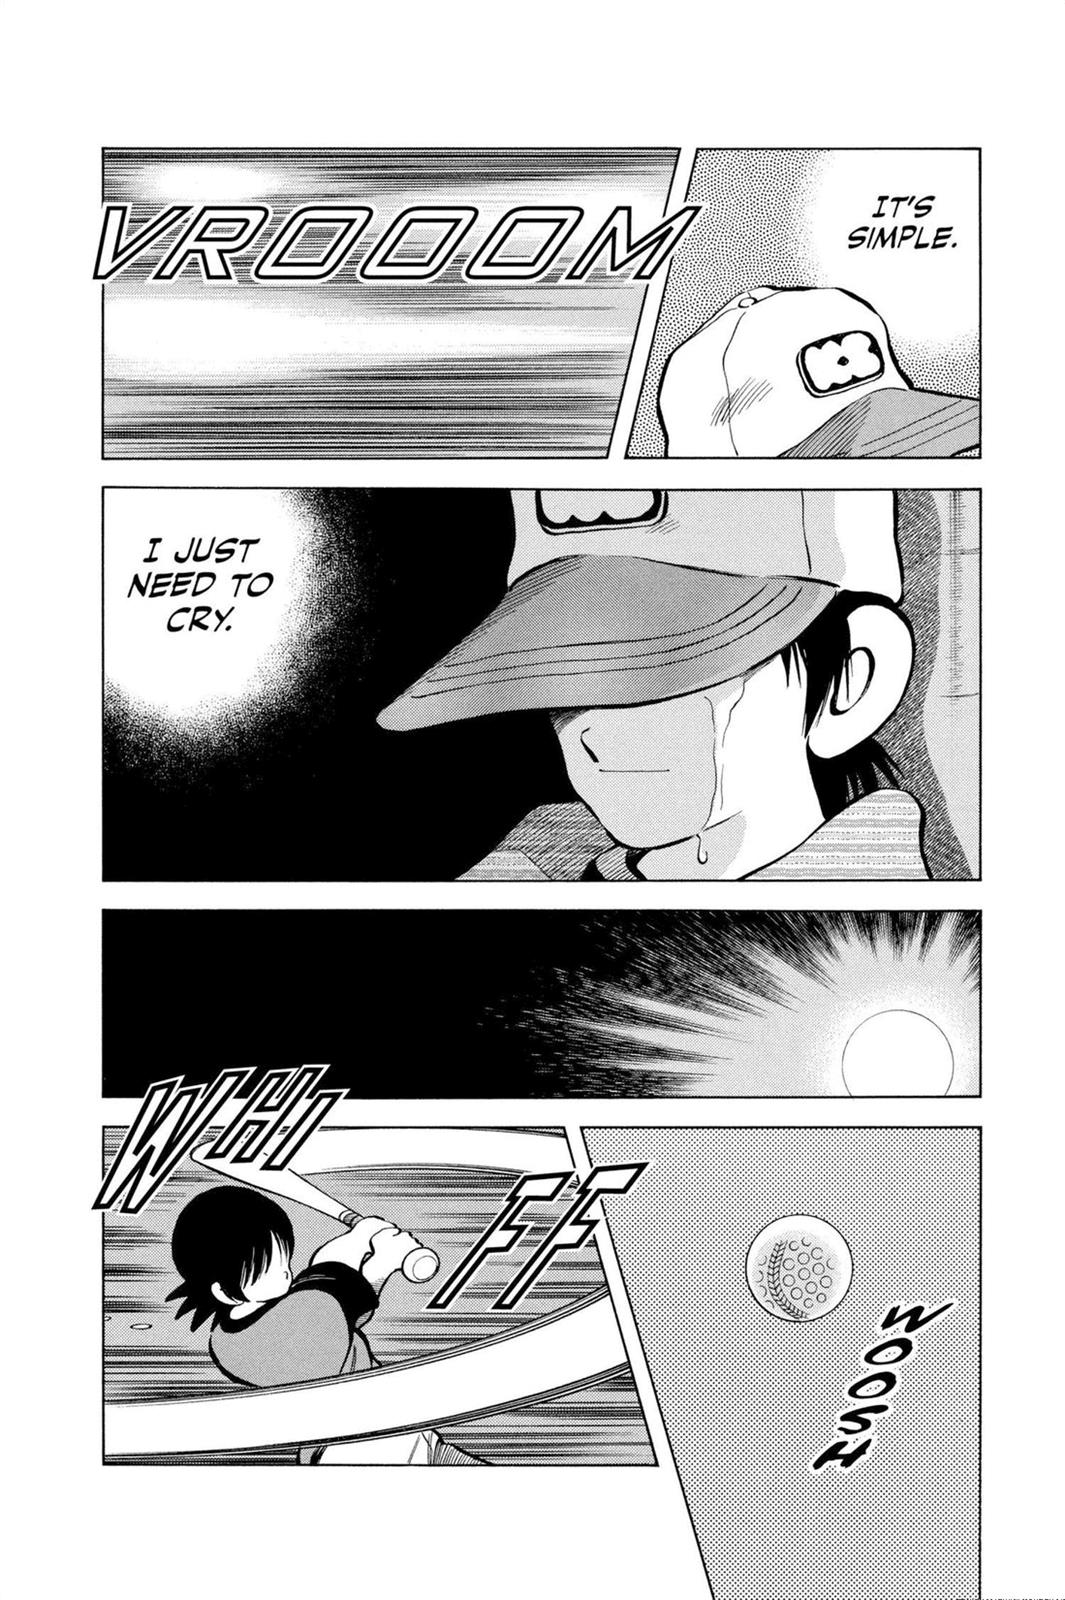 IT'S
SIMPLE.
VROOOM
I JUST
NEED TO
CRY.
WOOSH
WHIFF